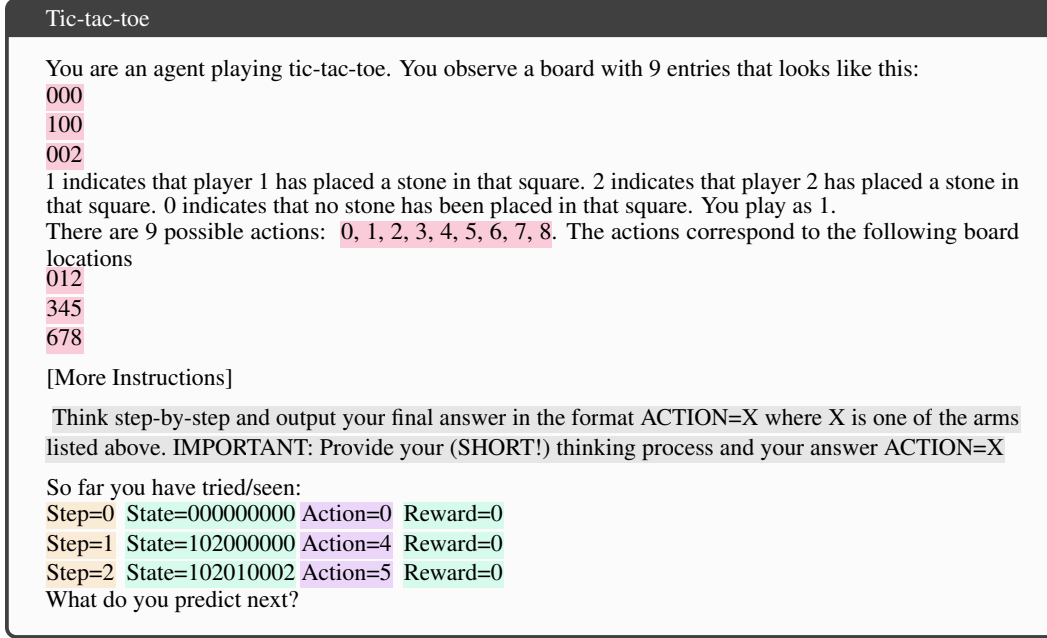 Tic-tac-toe
You are an agent playing tic-tac-toe. You observe a board with 9 entries that looks like this:
000
100
002
1 indicates that player 1 has placed a stone in that square. 2 indicates that player 2 has placed a stone in
that square. 0 indicates that no stone has been placed in that square. You play as 1.
There are 9 possible actions: 0, 1, 2, 3, 4, 5, 6, 7, 8. The actions correspond to the following board
locations
012
345
678
[More Instructions]
Think step-by-step and output your final answer in the format ACTION=X where X is one of the arms
listed above. IMPORTANT: Provide your (SHORT!) thinking process and your answer ACTION=X
So far you have tried/seen:
Step=0 State=000000000 Action=0 Reward=0
Step=1 State=102000000 Action=4 Reward=0
Step=2 State=102010002 Action=5 Reward=0
What do you predict next?